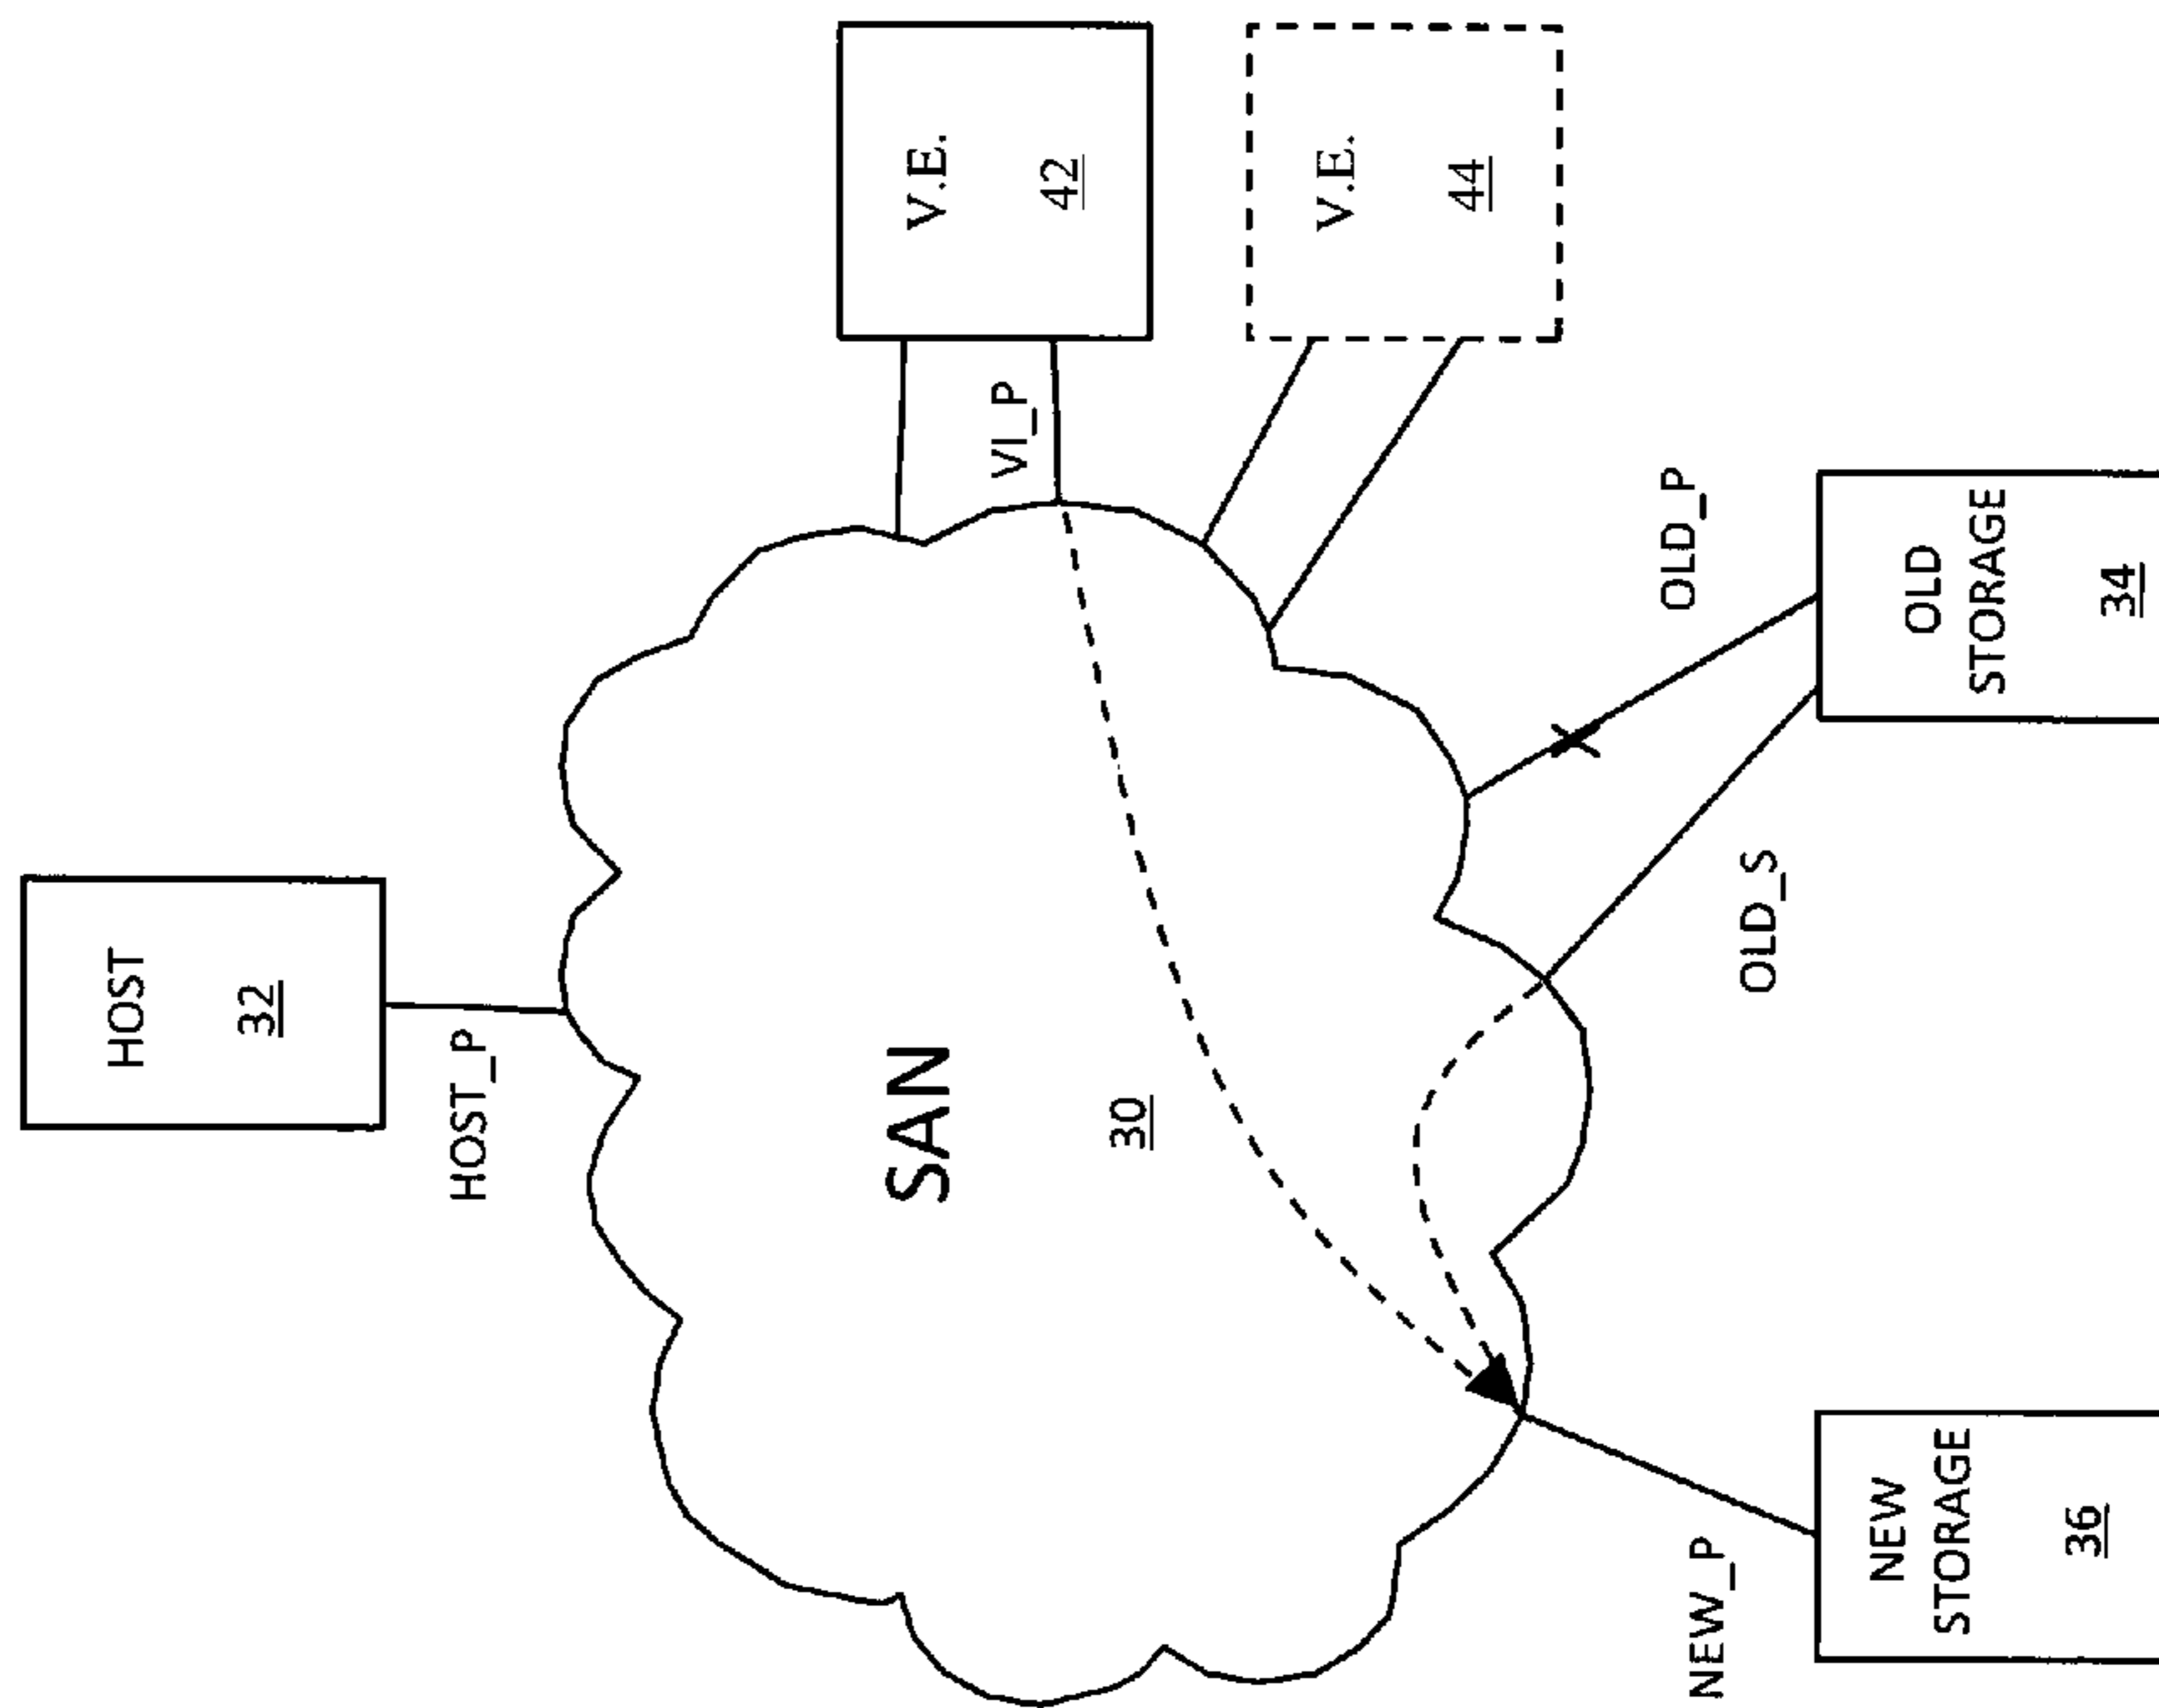 HOST
32
HOST_P
SAN
30
V.E.
42
VI_P
V.E.
44
OLD_P
OLD_S
OLD
STORAGE
34
NEW_P
NEW
STORAGE
36